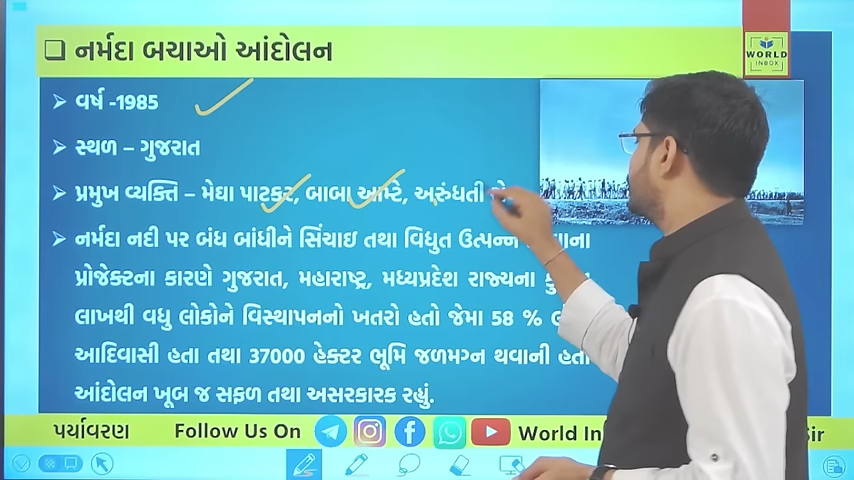 ❑ નર્મદા બચાઓ આંદોલન
WORLD
INBOX
➤ વર્ષ -1985
➤ સ્થળ – ગુજરાત
➤ પ્રમુખ વ્યક્તિ – મેઘા પાટકર, બાબા આમ્ટે, અરુંધતી
➤ નર્મદા નદી પર બંધ બાંધીને સિંચાઇ તથા વિધુત ઉત્પન્ન
પ્રોજેક્ટના કારણે ગુજરાત, મહારાષ્ટ્ર, મધ્યપ્રદેશ રાજ્યના
લાખથી વધુ લોકોને વિસ્થાપનનો ખતરો હતો જેમા 58 %
આદિવાસી હતા તથા 37000 હેક્ટર ભૂમિ જળમગ્ન થવાની હતી
આંદોલન ખૂબ જ સફળ તથા અસરકારક રહ્યું.
પર્યાવરણ Follow Us On World In Sir